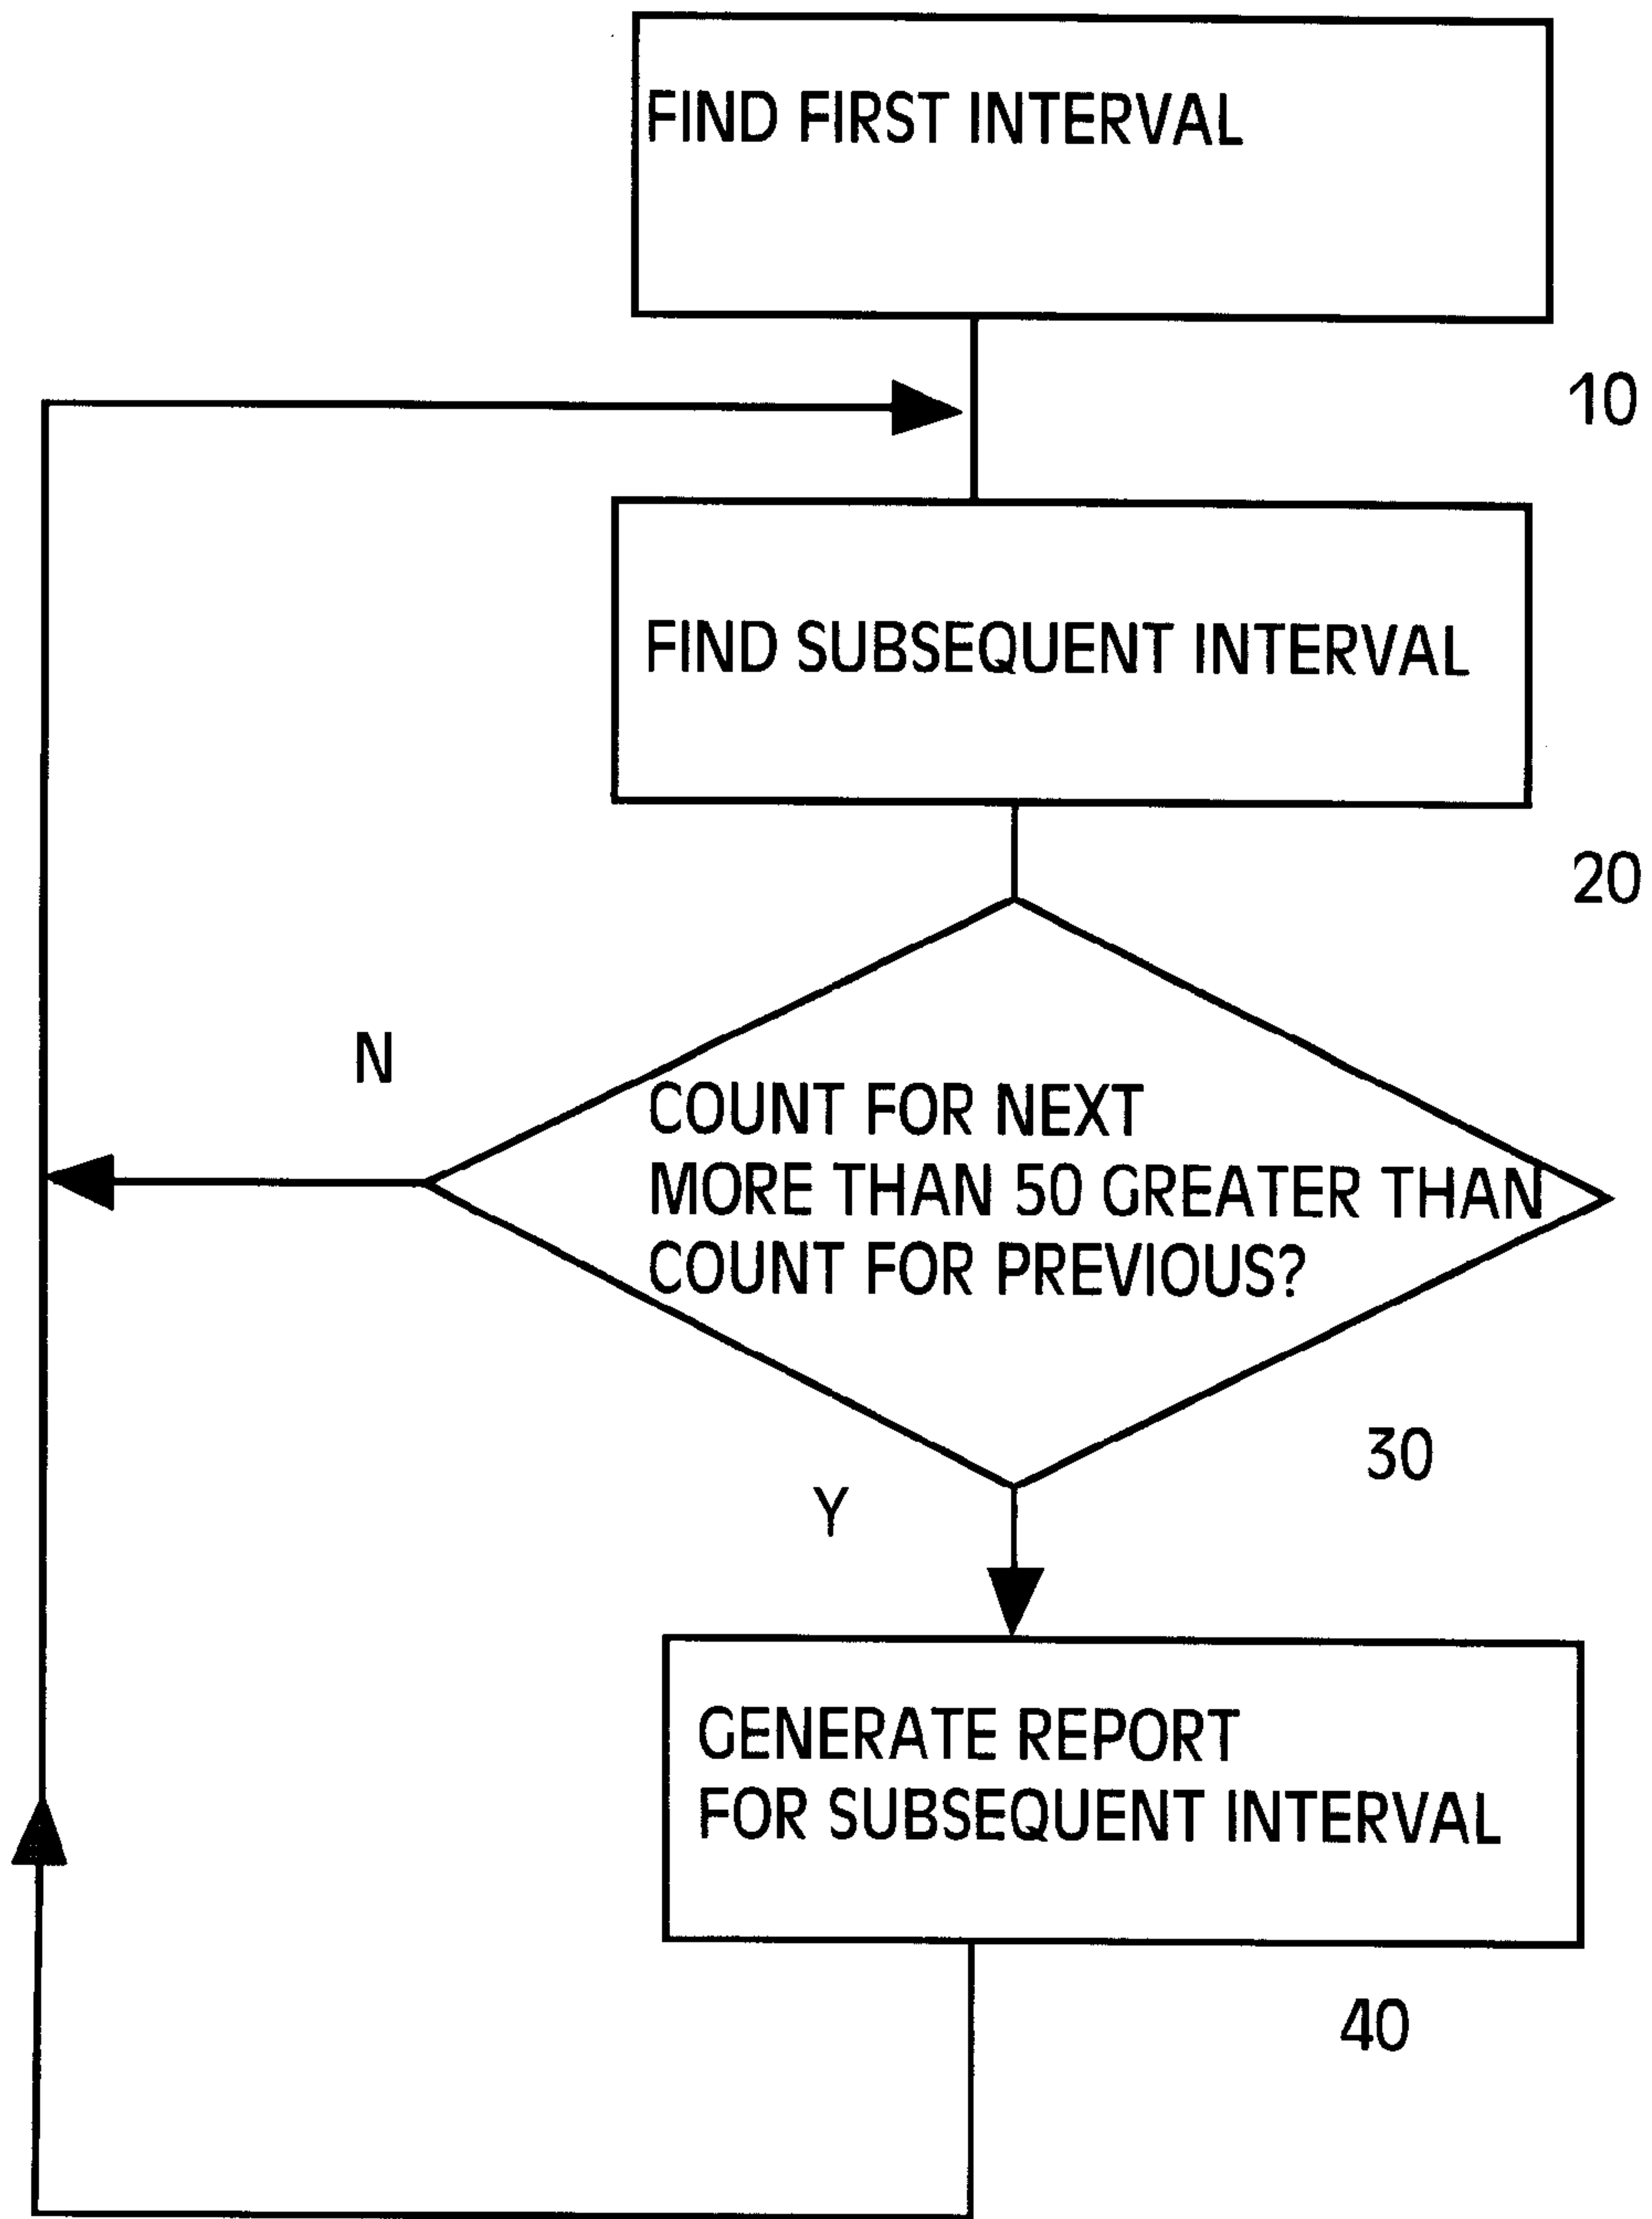 FIND FIRST INTERVAL
10
FIND SUBSEQUENT INTERVAL
20
N
COUNT FOR NEXT
MORE THAN 50 GREATER THAN
COUNT FOR PREVIOUS?
30
Y
GENERATE REPORT
FOR SUBSEQUENT INTERVAL
40